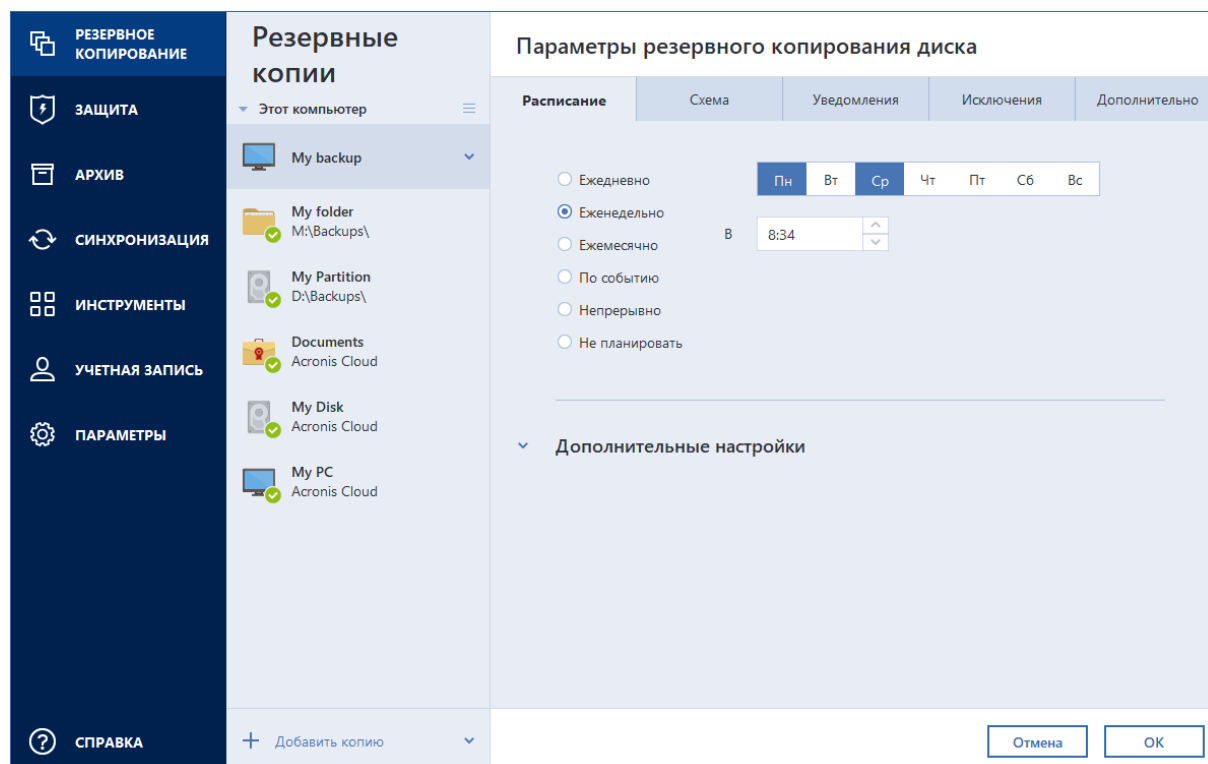 РЕЗЕРВНОЕ
КОПИРОВАНИЕ
ЗАЩИТА
АРХИВ
СИНХРОНИЗАЦИЯ
ИНСТРУМЕНТЫ
УЧЕТНАЯ ЗАПИСЬ
ПАРАМЕТРЫ
СПРАВКА
Резервные
копии
Этот компьютер
My backup
My folder
M:\Backups\
My Partition
D:\Backups\
Documents
Acronis Cloud
My Disk
Acronis Cloud
My PC
Acronis Cloud
Добавить копию
Параметры резервного копирования диска
Расписание Схема Уведомления Исключения Дополнительно
Ежедневно
Еженедельно
Ежемесячно
По событию
Непрерывно
Не планировать
Пн Вт Ср Чт Пт Сб Вс
В 8:34
Дополнительные настройки
Отмена ОК